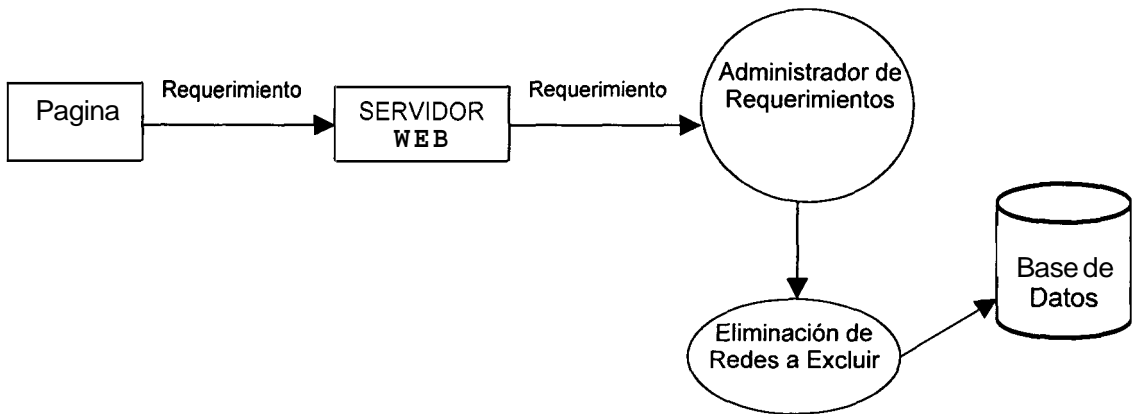 Pagina
Requerimiento
SERVIDOR
WEB
Requerimiento
Administrador de
Requerimientos
Eliminación de
Redes a Excluir
Base de
Datos